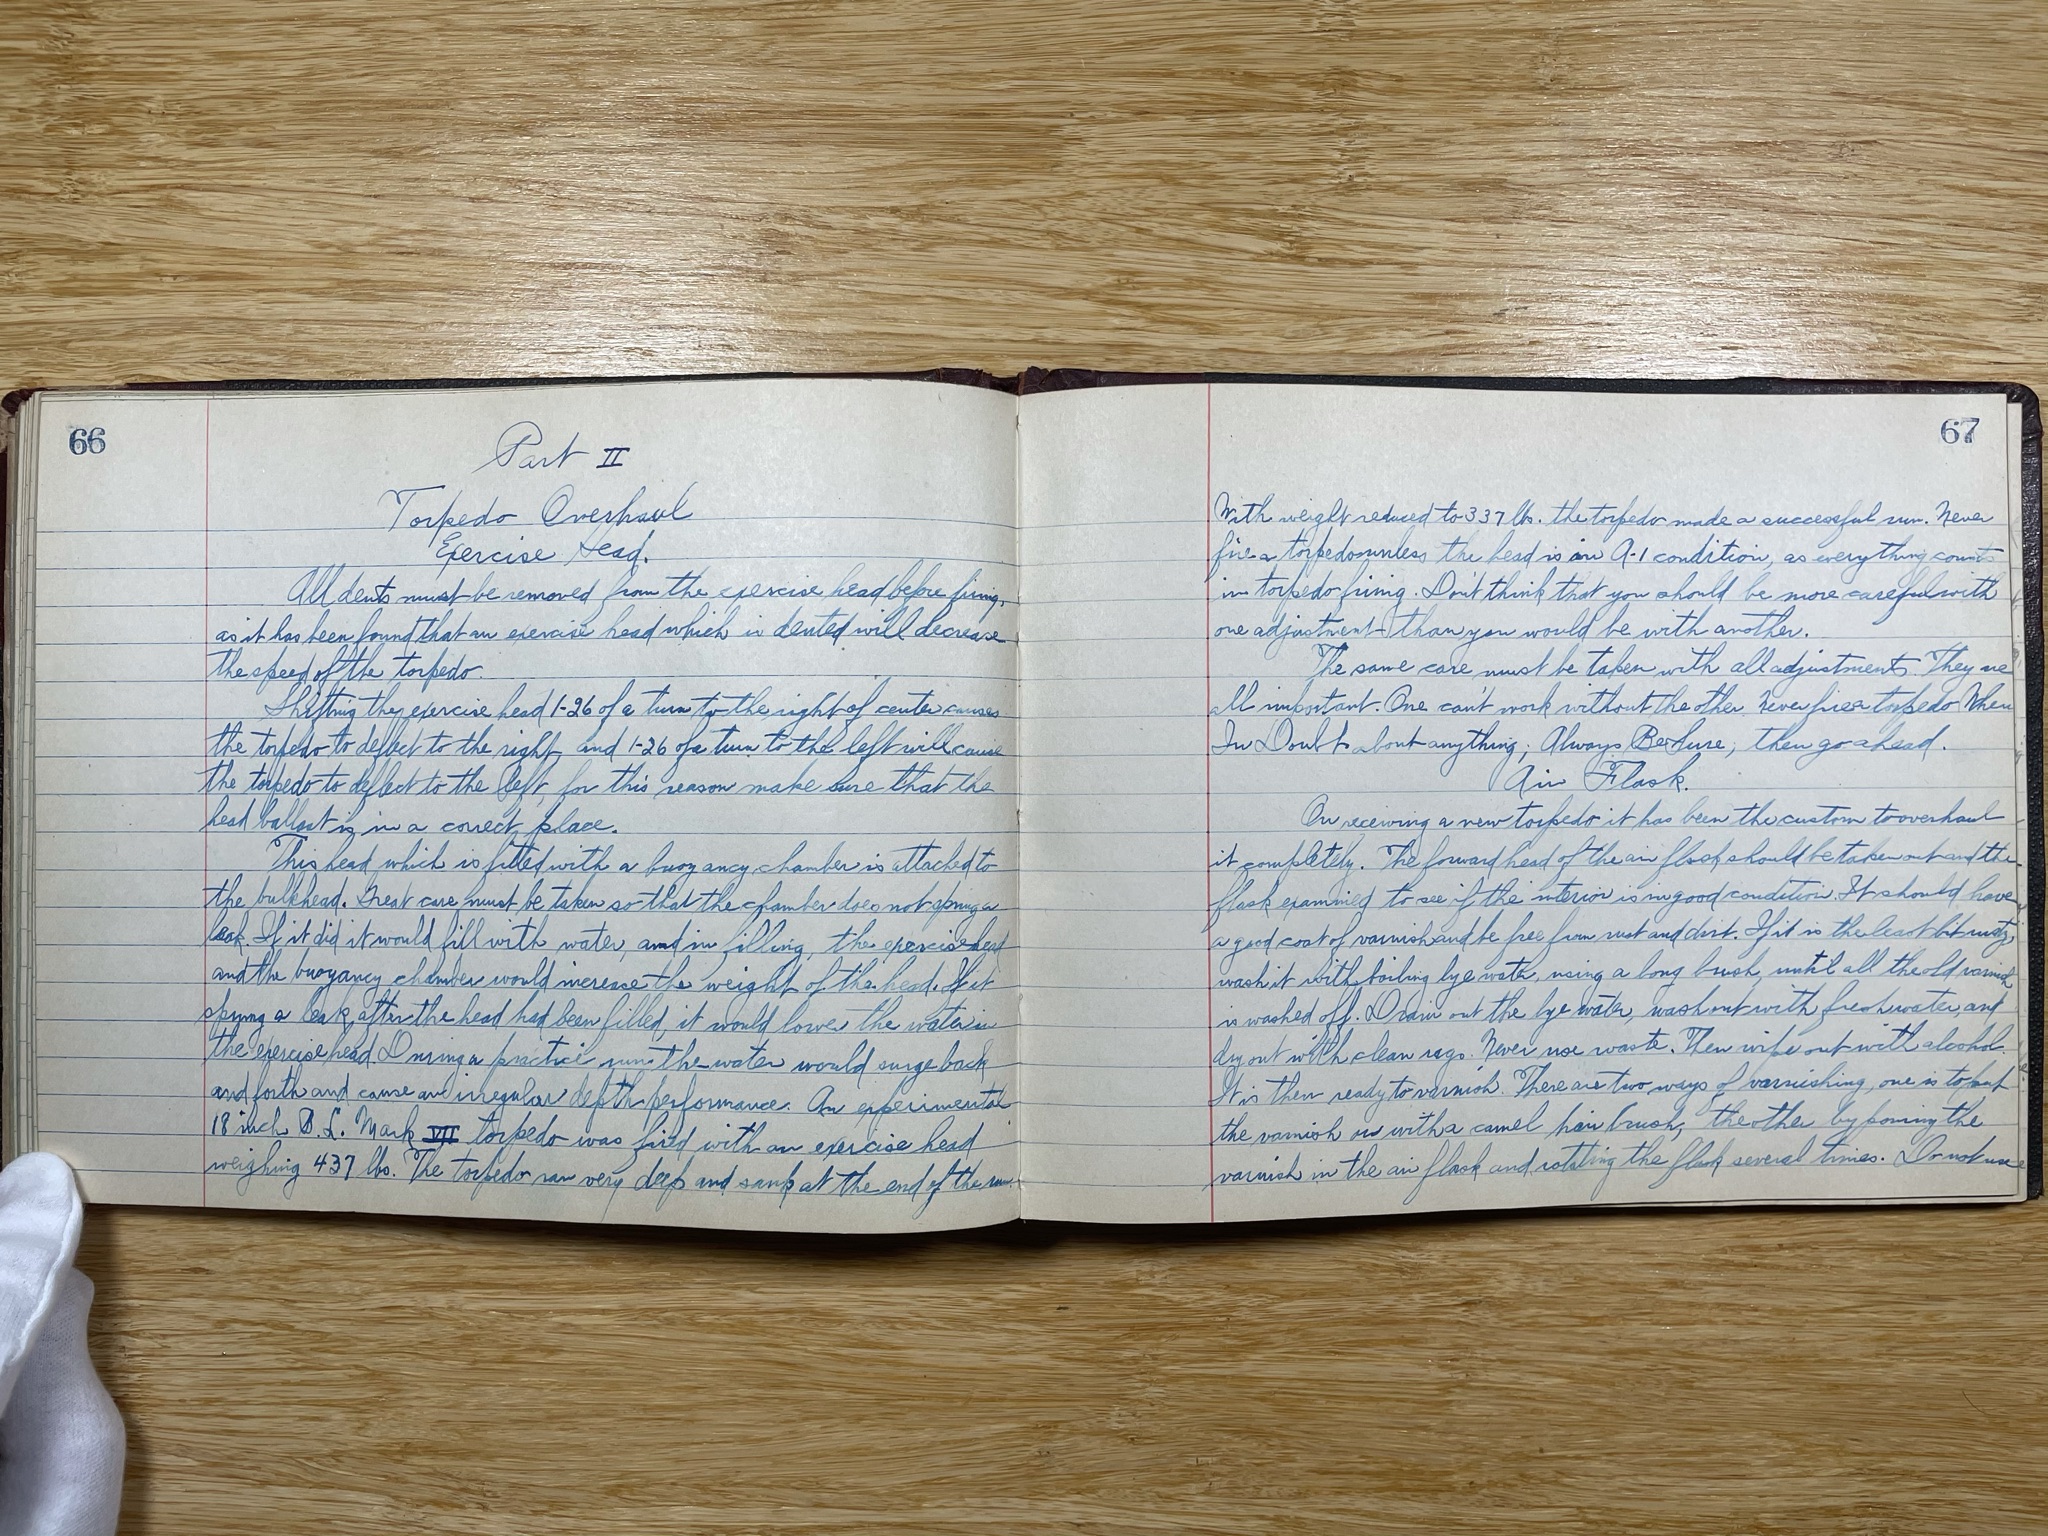 66
Part II
Torpedo Overhaul
Exercise Head.
All dents must be removed from the exercise head before firing,
as it has been found that an exercise head which is dented will decrease
the speed of the torpedo.
Shifting the exercise head 1-26 of a turn to the right of center causes
the torpedo to deflect to the right, and 1-26 of a turn to the left will cause
the torpedo to deflect to the left, for this reason make sure that the
head ballast is in a correct place.
This head which is fitted with a buoyancy chamber is attached to
the bulkhead. Great care must be taken so that the chamber does not spring a
leak. If it did it would fill with water, and in filling, the exercise head
and the buoyancy chamber would increase the weight of the head. If it
sprung a leak after the head had been filled, it would lower the water in
the exercise head. During a practice run the water would surge back
and forth and cause an irregular depth performance. An experimental
18 inch B.L. Mark VII torpedo was fired with an exercise head
weighing 437 lbs. The torpedo ran very deep and sank at the end of the run.
67
With weight reduced to 337 lbs. the torpedo made a successful run. Never
fire a torpedo unless the head is in A-1 condition, as everything counts
in torpedo firing. Don't think that you should be more careful with
one adjustment than you would be with another.
The same care must be taken with all adjustments. They are
all important. One can't work without the other. Never fire a torpedo When
In Doubt about anything; Always Be Sure, then go ahead.
Air Flask.
On receiving a new torpedo it has been the custom to overhaul
it completely. The forward head of the air flask should be taken out and the
flask examined to see if the interior is in good condition. It should have
a good coat of varnish and be free from rust and dirt. If it is the least bit rusty,
wash it with boiling lye water, using a long brush, until all the old varnish
is washed off. Drain out the lye water, wash out with fresh water, and
dry out with clean rags. Never use waste. Then wipe out with alcohol.
It is then ready to varnish. There are two ways of varnishing, one is to put
the varnish on with a camel hair brush, the other by pouring the
varnish in the air flask and rotating the flask several times. Do not use